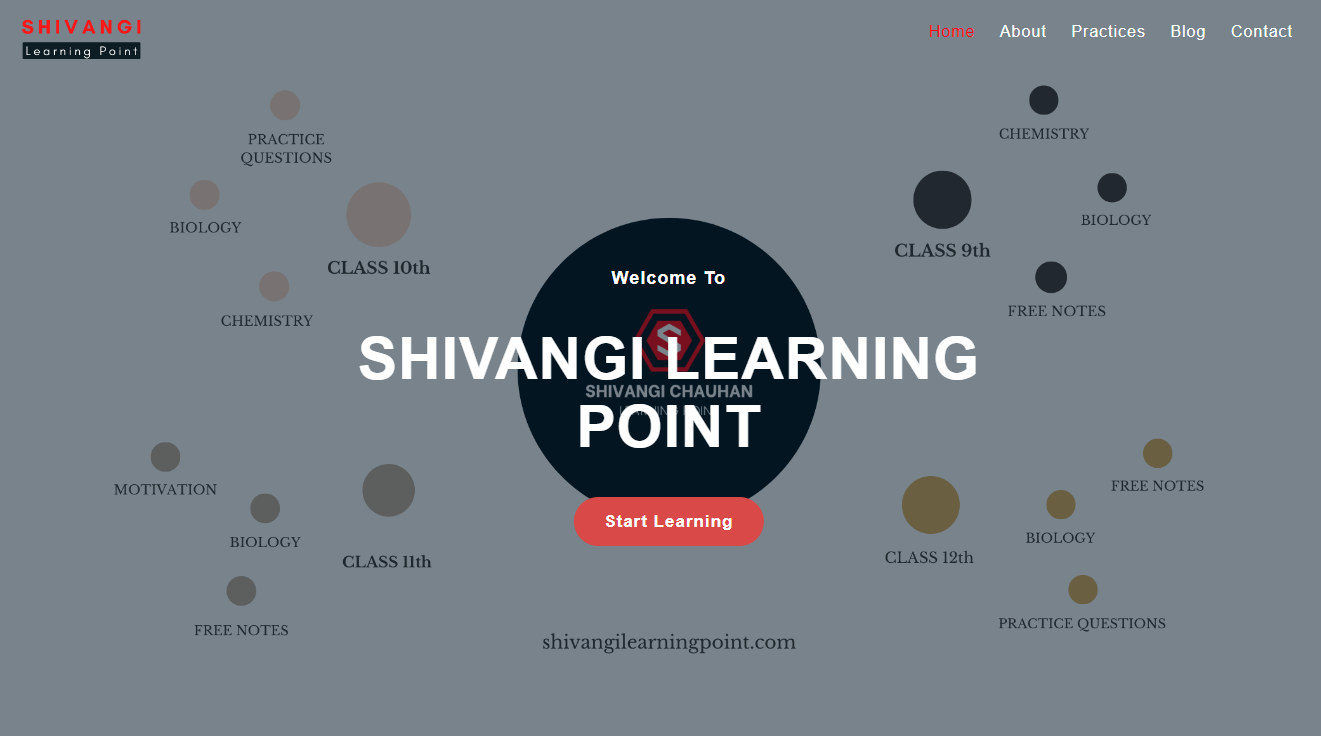 SHIVANGI
Learning Point
Home About Practices Blog Contact
PRACTICE
QUESTIONS
BIOLOGY
CLASS 10th
CHEMISTRY
CHEMISTRY
BIOLOGY
CLASS 9th
FREE NOTES
Welcome To
S
SHIVANGI LEARNING
POINT
SHIVANGI CHAUHAN
LEARNING POINT
Start Learning
MOTIVATION
BIOLOGY
CLASS 11th
FREE NOTES
FREE NOTES
BIOLOGY
CLASS 12th
PRACTICE QUESTIONS
shivangilearningpoint.com